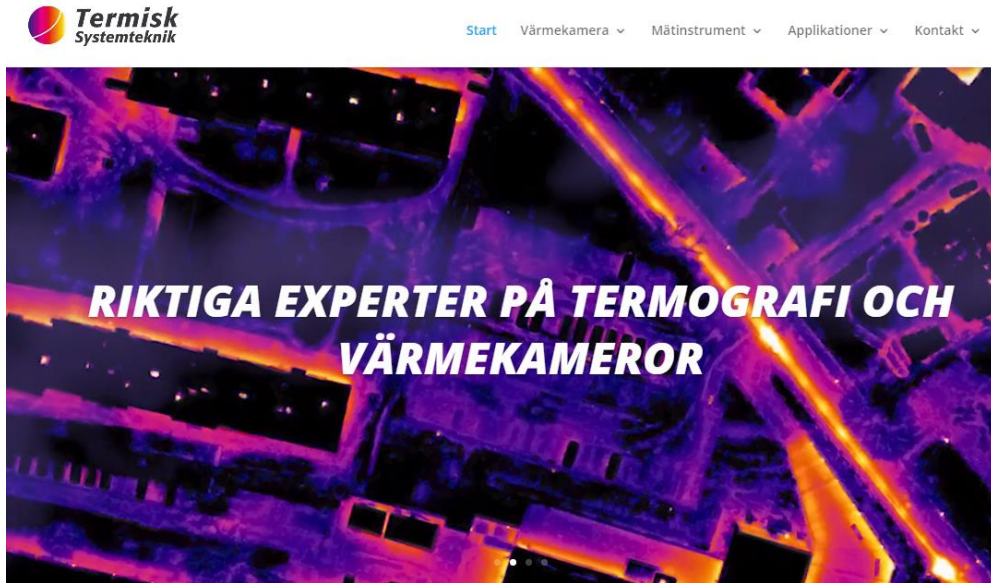 Termisk
Systemteknik
Start Värmekamera Mätinstrument Applikationer Kontakt
RIKTIGA EXPERTER PÅ TERMOGRAFI OCH
VÄRMEKAMEROR